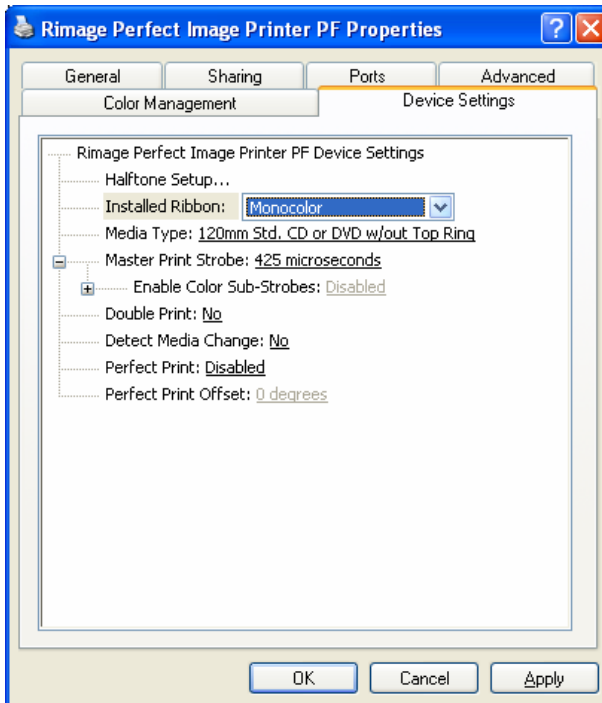 Rimage Perfect Image Printer PF Properties
General Sharing Ports Advanced
Color Management Device Settings
Rimage Perfect Image Printer PF Device Settings
Halftone Setup...
Installed Ribbon: Monocolor
Media Type: 120mm Std. CD or DVD w/out Top Ring
Master Print Strobe: 425 microseconds
Enable Color Sub-Strobes: Disabled
Double Print: No
Detect Media Change: No
Perfect Print: Disabled
Perfect Print Offset: 0 degrees
OK Cancel Apply